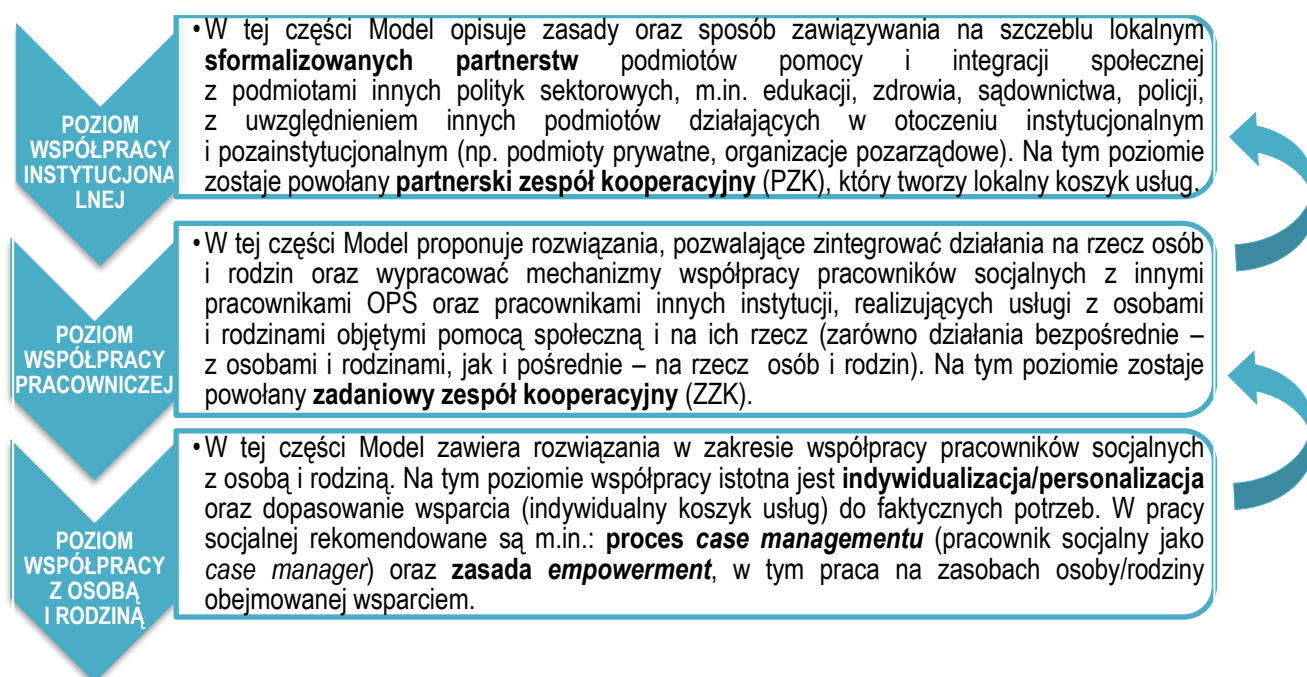 POZIOM
WSPÓŁPRACY
INSTYTUCJONA
LNEJ
•W tej części Model opisuje zasady oraz sposób zawiązywania na szczeblu lokalnym
sformalizowanych partnerstw podmiotów pomocy i integracji społecznej
z podmiotami innych polityk sektorowych, m.in. edukacji, zdrowia, sądownictwa, policji,
z uwzględnieniem innych podmiotów działających w otoczeniu instytucjonalnym
i pozainstytucjonalnym (np. podmioty prywatne, organizacje pozarządowe). Na tym poziomie
zostaje powołany partnerski zespół kooperacyjny (PZK), który tworzy lokalny koszyk usług.
POZIOM
WSPÓŁPRACY
PRACOWNICZEJ
•W tej części Model proponuje rozwiązania, pozwalające zintegrować działania na rzecz osób
i rodzin oraz wypracować mechanizmy współpracy pracowników socjalnych z innymi
pracownikami OPS oraz pracownikami innych instytucji, realizujących usługi z osobami
i rodzinami objętymi pomocą społeczną i na ich rzecz (zarówno działania bezpośrednie –
z osobami i rodzinami, jak i pośrednie – na rzecz osób i rodzin). Na tym poziomie zostaje
powołany zadaniowy zespół kooperacyjny (ZZK).
POZIOM
WSPÓŁPRACY
Z OSOBĄ
I RODZINĄ
•W tej części Model zawiera rozwiązania w zakresie współpracy pracowników socjalnych
z osobą i rodziną. Na tym poziomie współpracy istotna jest indywidualizacja/personalizacja
oraz dopasowanie wsparcia (indywidualny koszyk usług) do faktycznych potrzeb. W pracy
socjalnej rekomendowane są m.in.: proces case managementu (pracownik socjalny jako
case manager) oraz zasada empowerment, w tym praca na zasobach osoby/rodziny
obejmowanej wsparciem.